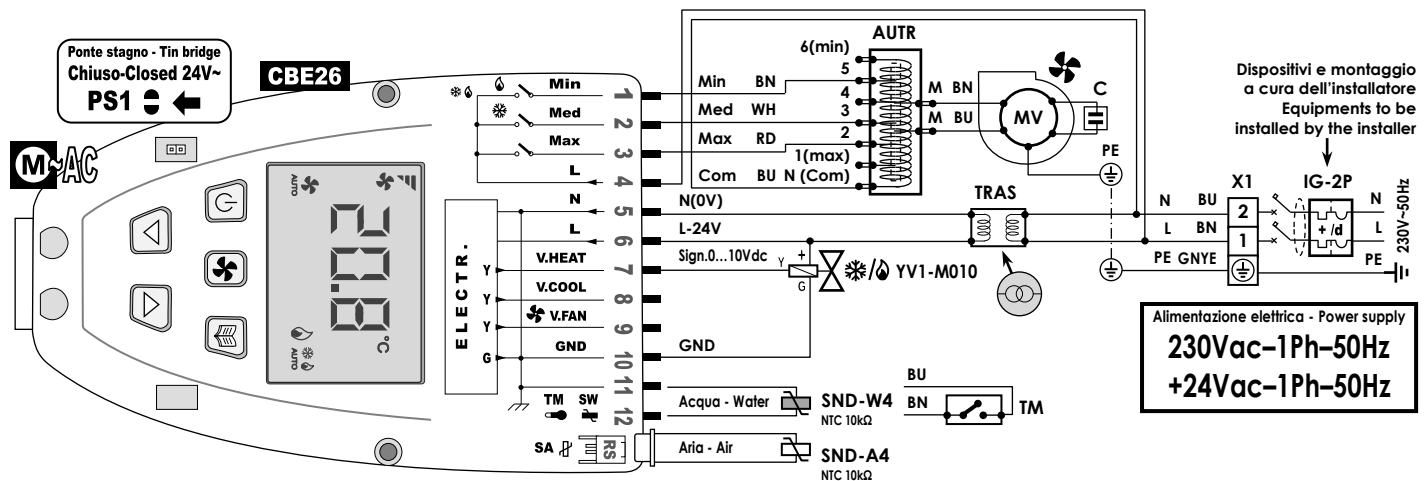 Ponte stagno - Tin bridge
Chiuso-Closed 24V~
PS1
CBE26
M~AC
AUTO
20.8
°C
AUTO
Min
Med
Max
L
N
L
V.HEAT
V.COOL
V.FAN
GND
ELECTR.
Y
Y
Y
G
TM SW
SA
RS
1
2
3
4
5
6
7
8
9
10
11
12
Min BN
Med WH
Max RD
Com BU N (Com)
N(0V)
L-24V
Sign.0...10Vdc Y
+
G
GND
Acqua - Water
Aria - Air
AUTR
6(min)
5
4
3
2
1(max)
M BN
M BU
MV
C
PE
TRAS
YV1-M010
SND-W4
NTC 10kΩ
SND-A4
NTC 10kΩ
BU
BN
TM
Dispositivi e montaggio
a cura dell'installatore
Equipments to be
installed by the installer
X1 IG-2P
N BU 2 N
L BN 1 L
+ /d
PE GNYE PE
230V~50Hz
Alimentazione elettrica - Power supply
230Vac–1Ph–50Hz
+24Vac–1Ph–50Hz